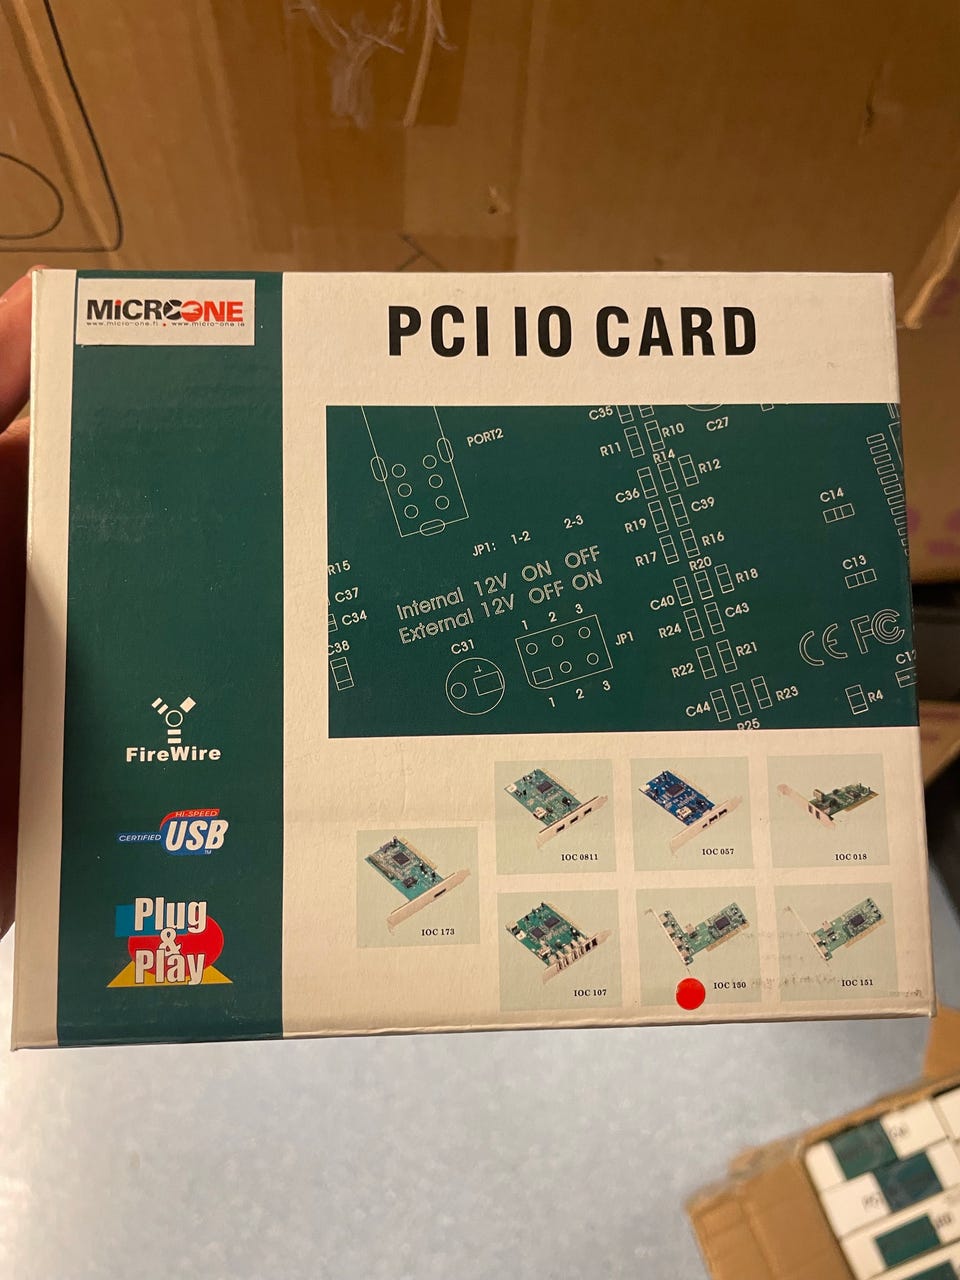 MiCROONE
www.micro-one.fi . www.micro-one.ie
PCI IO CARD
PORT2
C35
R11
R10
C27
R14
R12
C36
C39
R19
R16
R17
R20
R18
C40
C43
R24
R21
R22
C44
R23
R25
C14
C13
CE FC
R4
R15
C37
C34
C38
JP1: 1-2 2-3
Internal 12V ON OFF
External 12V OFF ON
1 2 3
JP1
1 2 3
C31
FireWire
HI-SPEED
CERTIFIED USB
TM
Plug
&
Play
IOC 173
IOC 0811
IOC 057
IOC 018
IOC 107
IOC 150
IOC 151